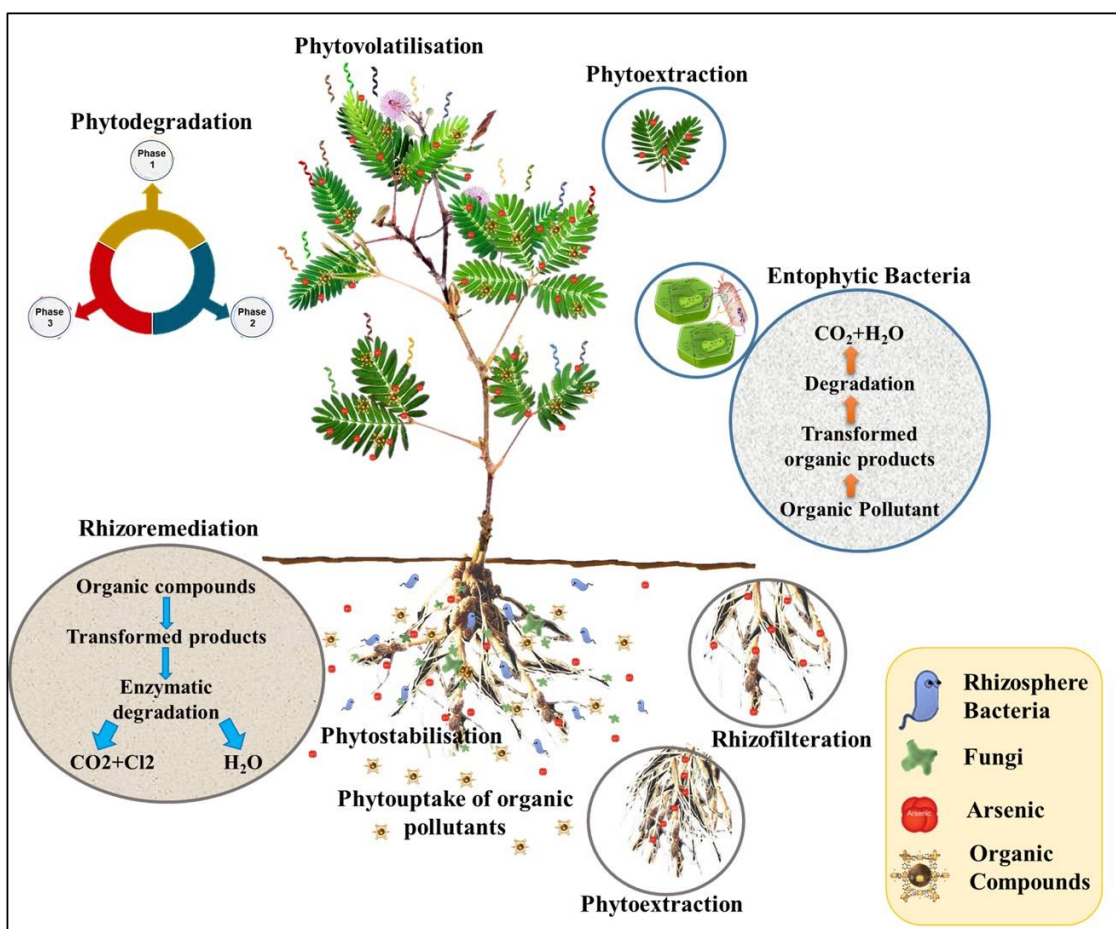 Phytovolatilisation
Phytoextraction
Phytodegradation
Phase
1
Phase
3
Phase
2
Entophytic Bacteria
CO₂+H₂O
Degradation
Transformed
organic products
Organic Pollutant
Rhizoremediation
Organic compounds
Transformed products
Enzymatic
degradation
CO2+Cl2
H₂O
Phytostabilisation
Phytouptake of organic
pollutants
Rhizofilteration
Phytoextraction
Rhizosphere
Bacteria
Fungi
Arsenic
Arsenic
Organic
Compounds